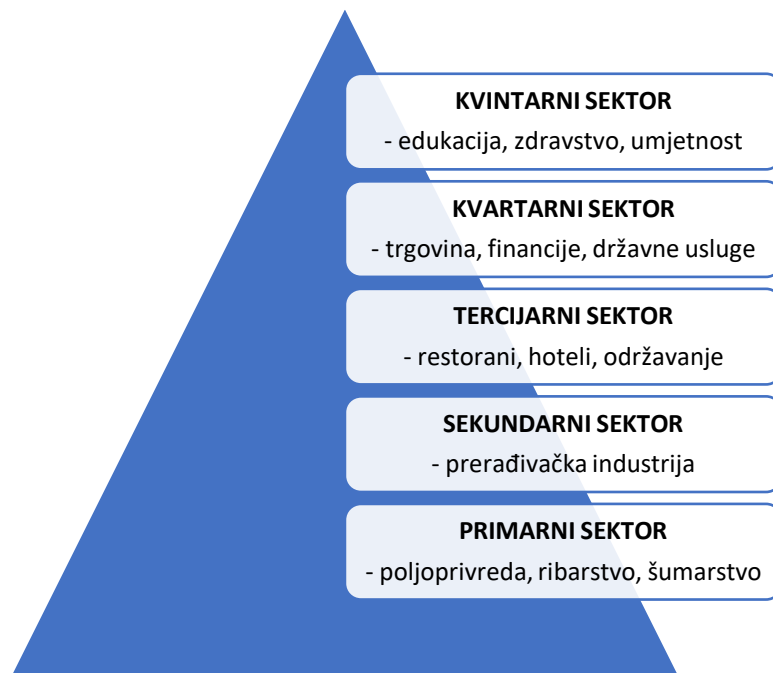 KVINTARNI SEKTOR
- edukacija, zdravstvo, umjetnost
KVARTARNI SEKTOR
- trgovina, financije, državne usluge
TERCIJARNI SEKTOR
- restorani, hoteli, održavanje
SEKUNDARNI SEKTOR
- prerađivačka industrija
PRIMARNI SEKTOR
- poljoprivreda, ribarstvo, šumarstvo